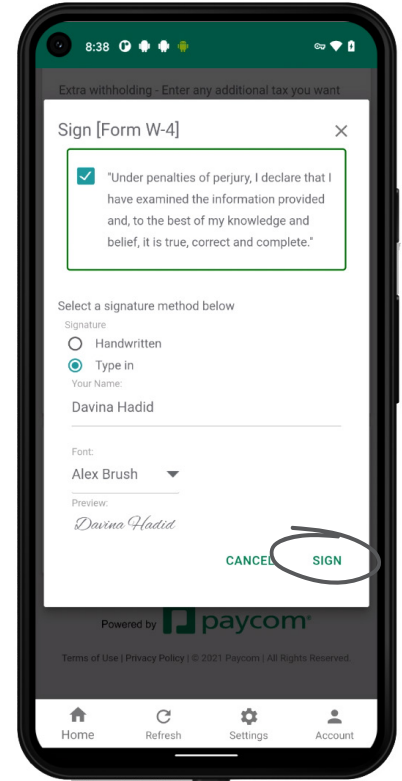 8:38
Extra withholding - Enter any additional tax you want
Sign [Form W-4]
"Under penalties of perjury, I declare that I
have examined the information provided
and, to the best of my knowledge and
belief, it is true, correct and complete."
Select a signature method below
Signature
Handwritten
Type in
Your Name:
Davina Hadid
Font:
Alex Brush
Preview:
Davina Hadid
CANCEL SIGN
Powered by paycom
Terms of Use | Privacy Policy | © 2021 Paycom | All Rights Reserved.
Home Refresh Settings Account